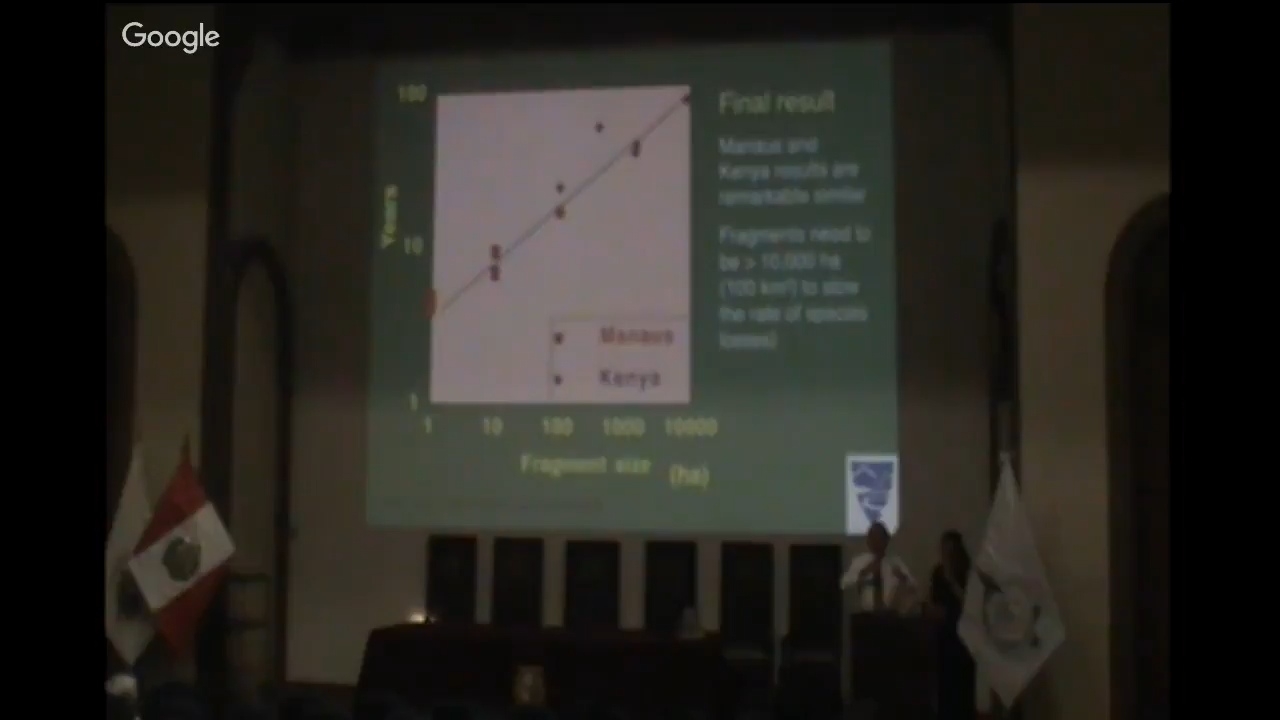 Google
100
Years
10
1
1 10 100 1000 10000
Fragment size (ha)
Manaus
Kenya
Final result
Manaus and
Kenya results are
remarkable similar
Fragments need to
be > 10,000 ha
(100 km²) to slow
the rate of species
losses)